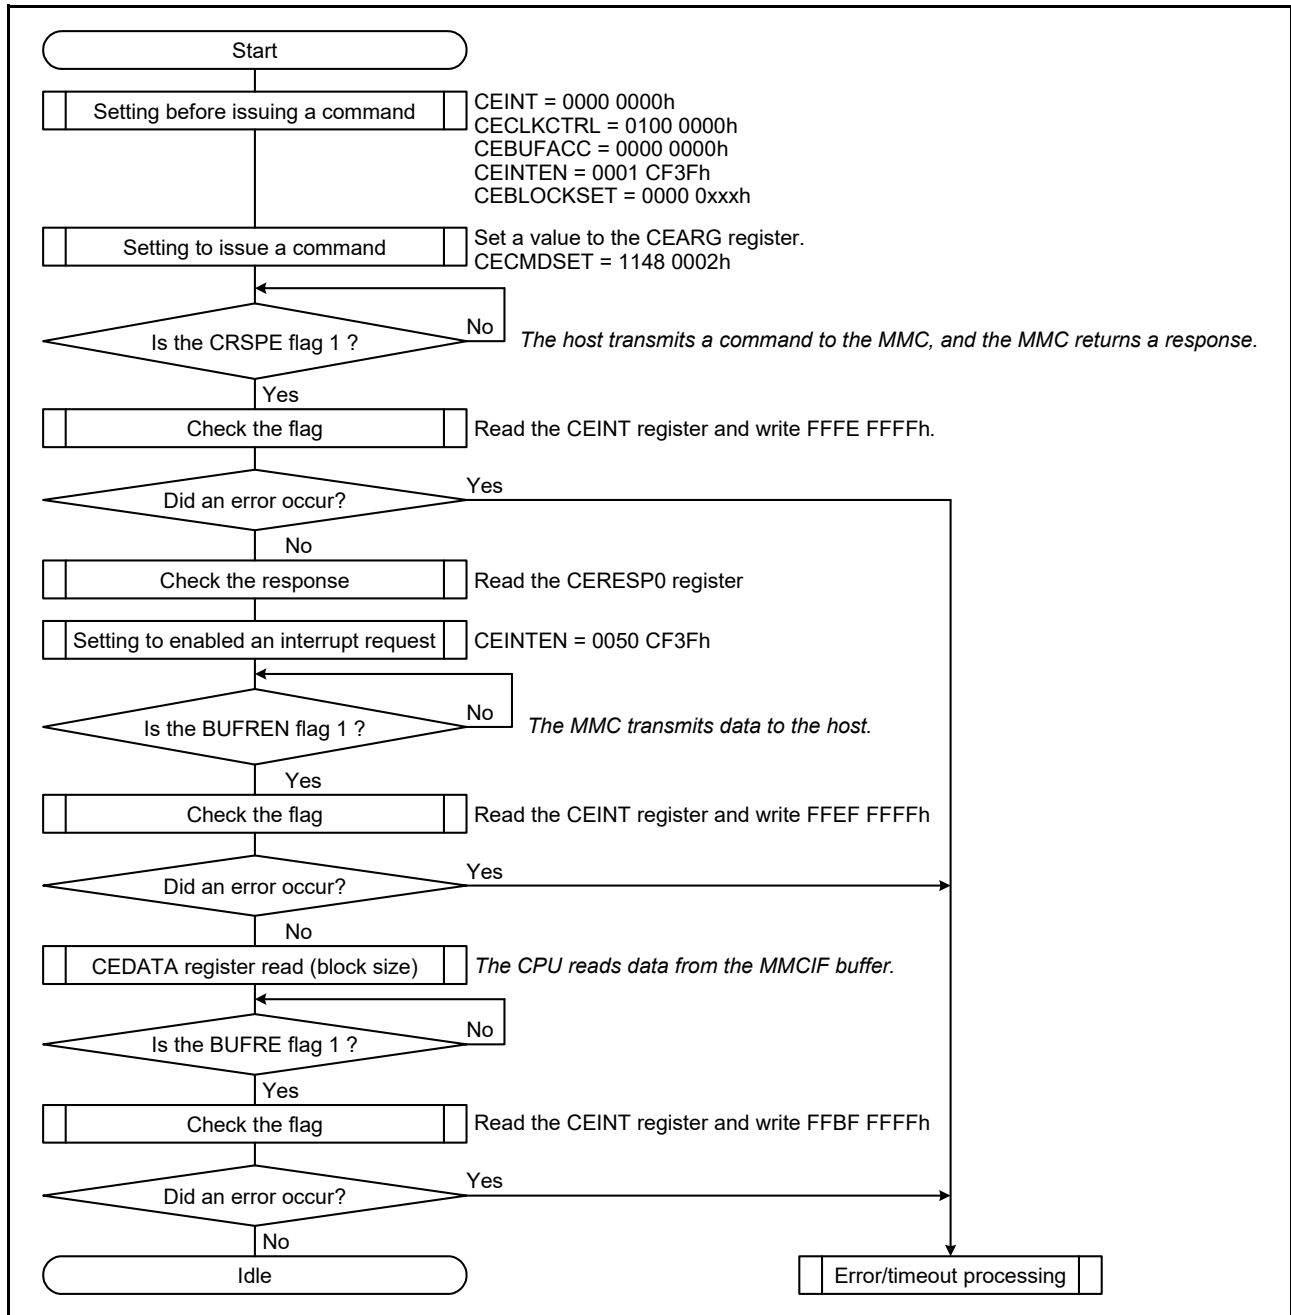 Start
Setting before issuing a command
CEINT = 0000 0000h
CECLKCTRL = 0100 0000h
CEBUFACC = 0000 0000h
CEINTEN = 0001 CF3Fh
CEBLOCKSET = 0000 0xxxh
Setting to issue a command
Set a value to the CEARG register.
CECMDSET = 1148 0002h
Is the CRSPE flag 1 ?
No
The host transmits a command to the MMC, and the MMC returns a response.
Yes
Check the flag
Read the CEINT register and write FFFE FFFFh.
Did an error occur?
Yes
No
Check the response
Read the CERESP0 register
Setting to enabled an interrupt request
CEINTEN = 0050 CF3Fh
Is the BUFREN flag 1 ?
No
The MMC transmits data to the host.
Yes
Check the flag
Read the CEINT register and write FFEF FFFFh
Did an error occur?
Yes
No
CEDATA register read (block size)
The CPU reads data from the MMCIF buffer.
Is the BUFRE flag 1 ?
No
Yes
Check the flag
Read the CEINT register and write FFBF FFFFh
Did an error occur?
Yes
No
Idle
Error/timeout processing